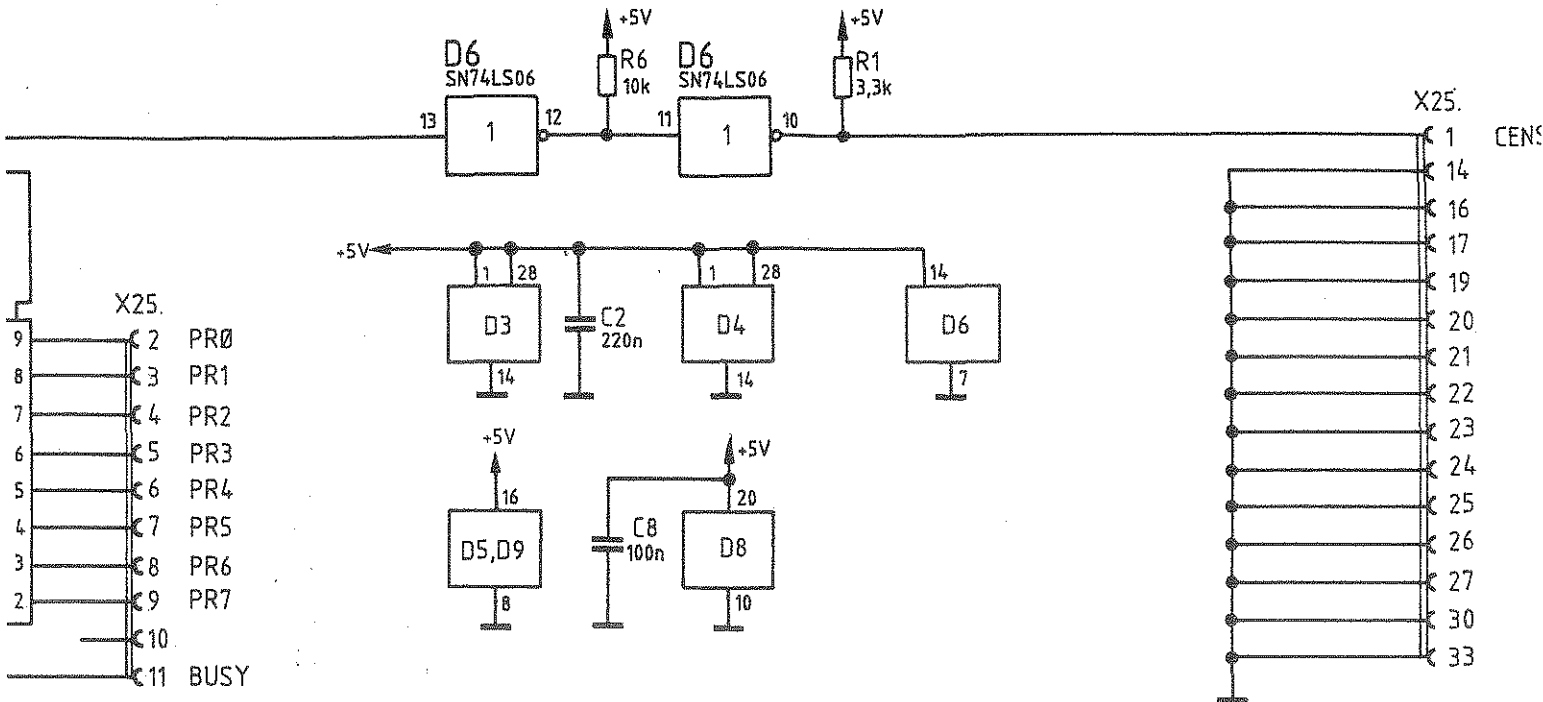 +5V
+5V
D6
SN74LS06
R6
10k
D6
SN74LS06
R1
3,3k
X25.
13
1
12
11
1
10
1 CENS
14
16
17
19
20
21
22
23
24
25
26
27
30
33
+5V
1
28
D3
14
C2
220n
1
28
D4
14
14
D6
7
X25.
9
2 PRØ
8
3 PR1
7
4 PR2
6
5 PR3
5
6 PR4
4
7 PR5
3
8 PR6
2
9 PR7
10
11 BUSY
+5V
16
D5,D9
8
+5V
20
C8
100n
D8
10